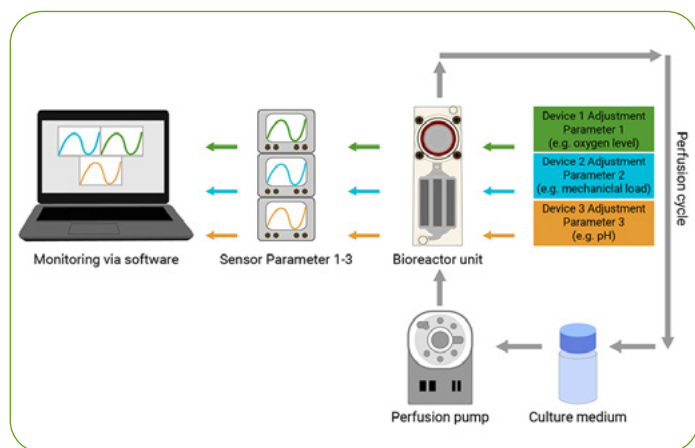 Device 1 Adjustment
Parameter 1
(e.g. oxygen level)
Device 2 Adjustment
Parameter 2
(e.g. mechanicial load)
Device 3 Adjustment
Parameter 3
(e.g. pH)
Perfusion cycle
Monitoring via software
Sensor Parameter 1-3
Bioreactor unit
Perfusion pump
Culture medium